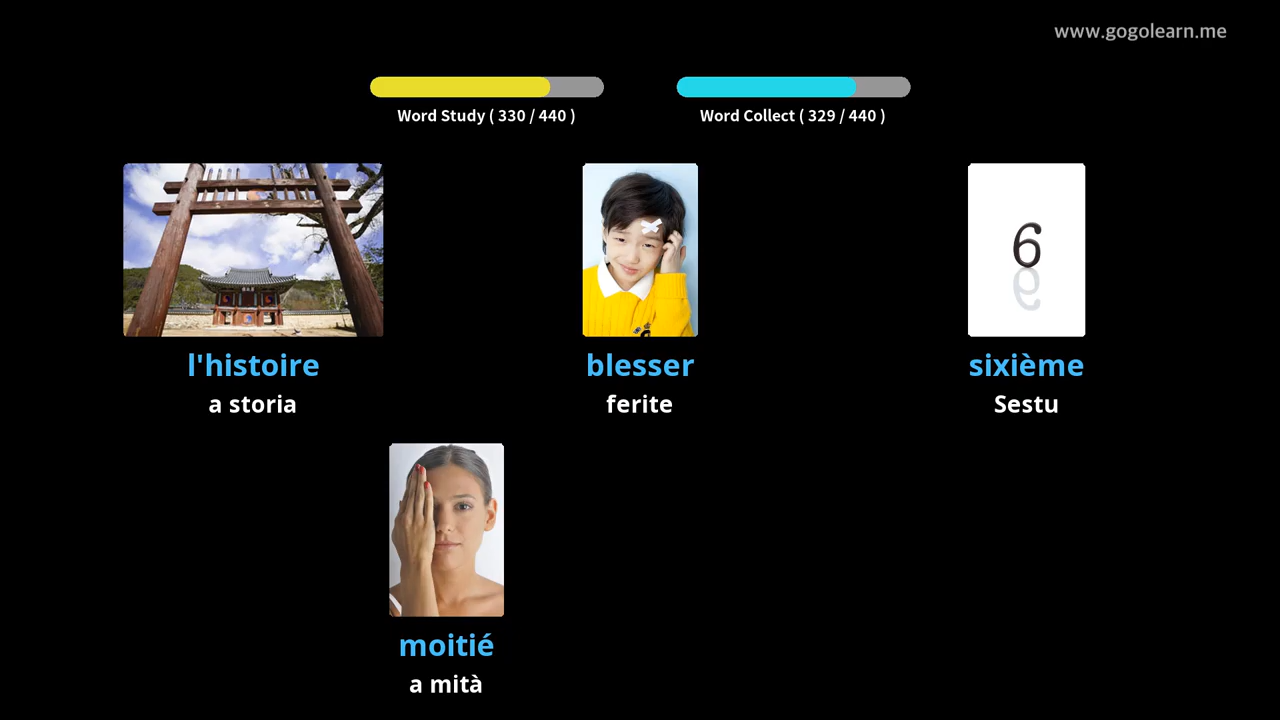 www.gogolearn.me
Word Study ( 330 / 440 )
Word Collect ( 329 / 440 )
6
l'histoire
a storia
blesser
ferite
sixième
Sestu
moitié
a mità